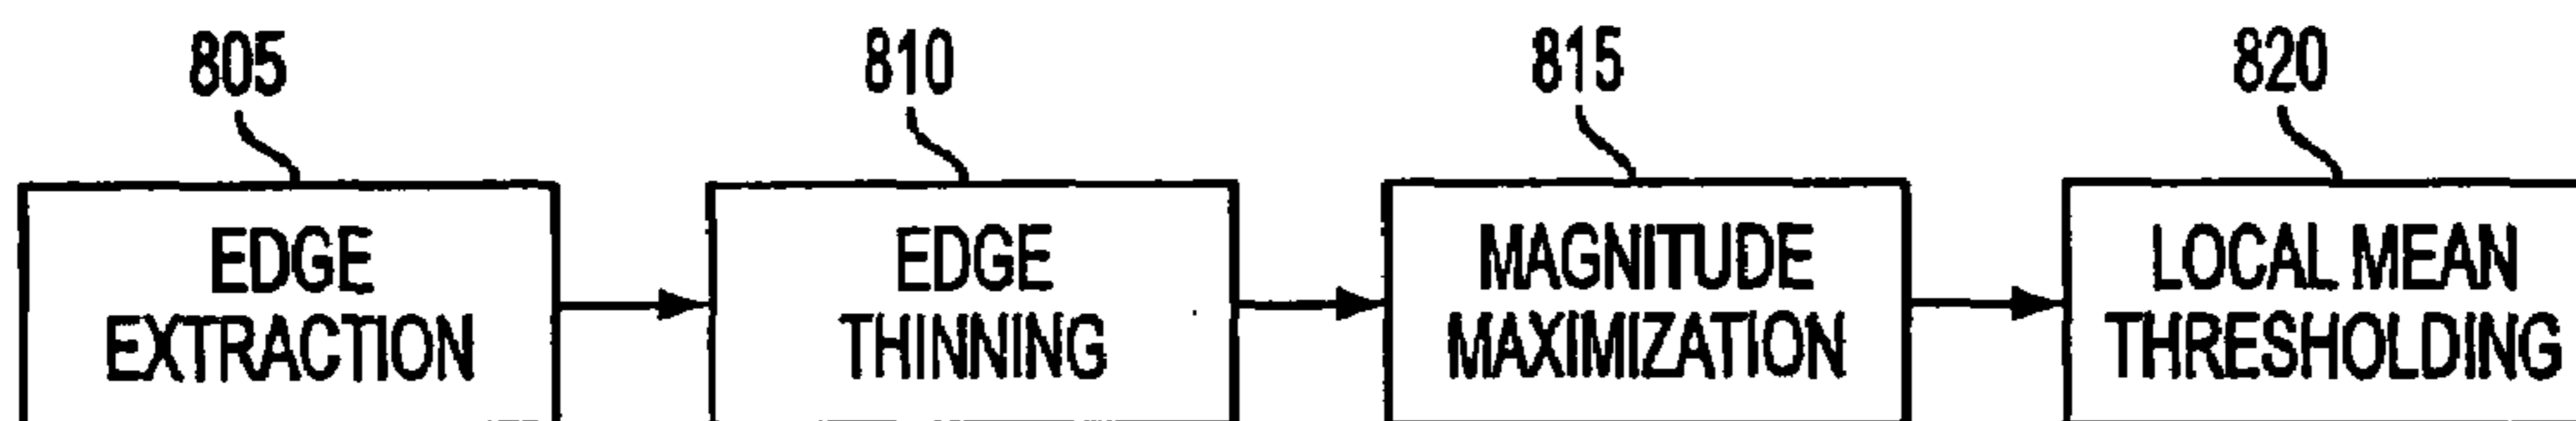 805
810
815
820
EDGE
EXTRACTION
EDGE
THINNING
MAGNITUDE
MAXIMIZATION
LOCAL MEAN
THRESHOLDING